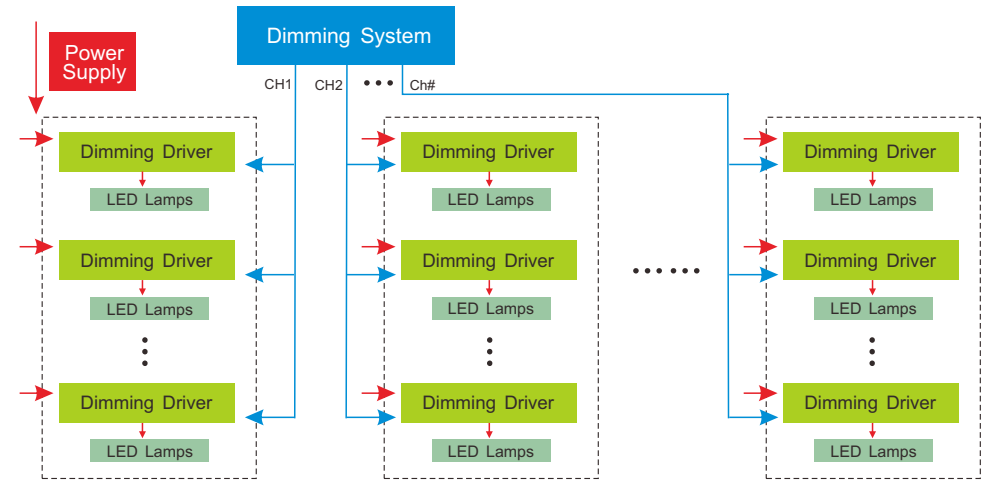 Dimming System
Power
Supply
CH1
CH2
Ch#
Dimming Driver
LED Lamps
Dimming Driver
LED Lamps
Dimming Driver
LED Lamps
Dimming Driver
LED Lamps
Dimming Driver
LED Lamps
Dimming Driver
LED Lamps
Dimming Driver
LED Lamps
Dimming Driver
LED Lamps
Dimming Driver
LED Lamps